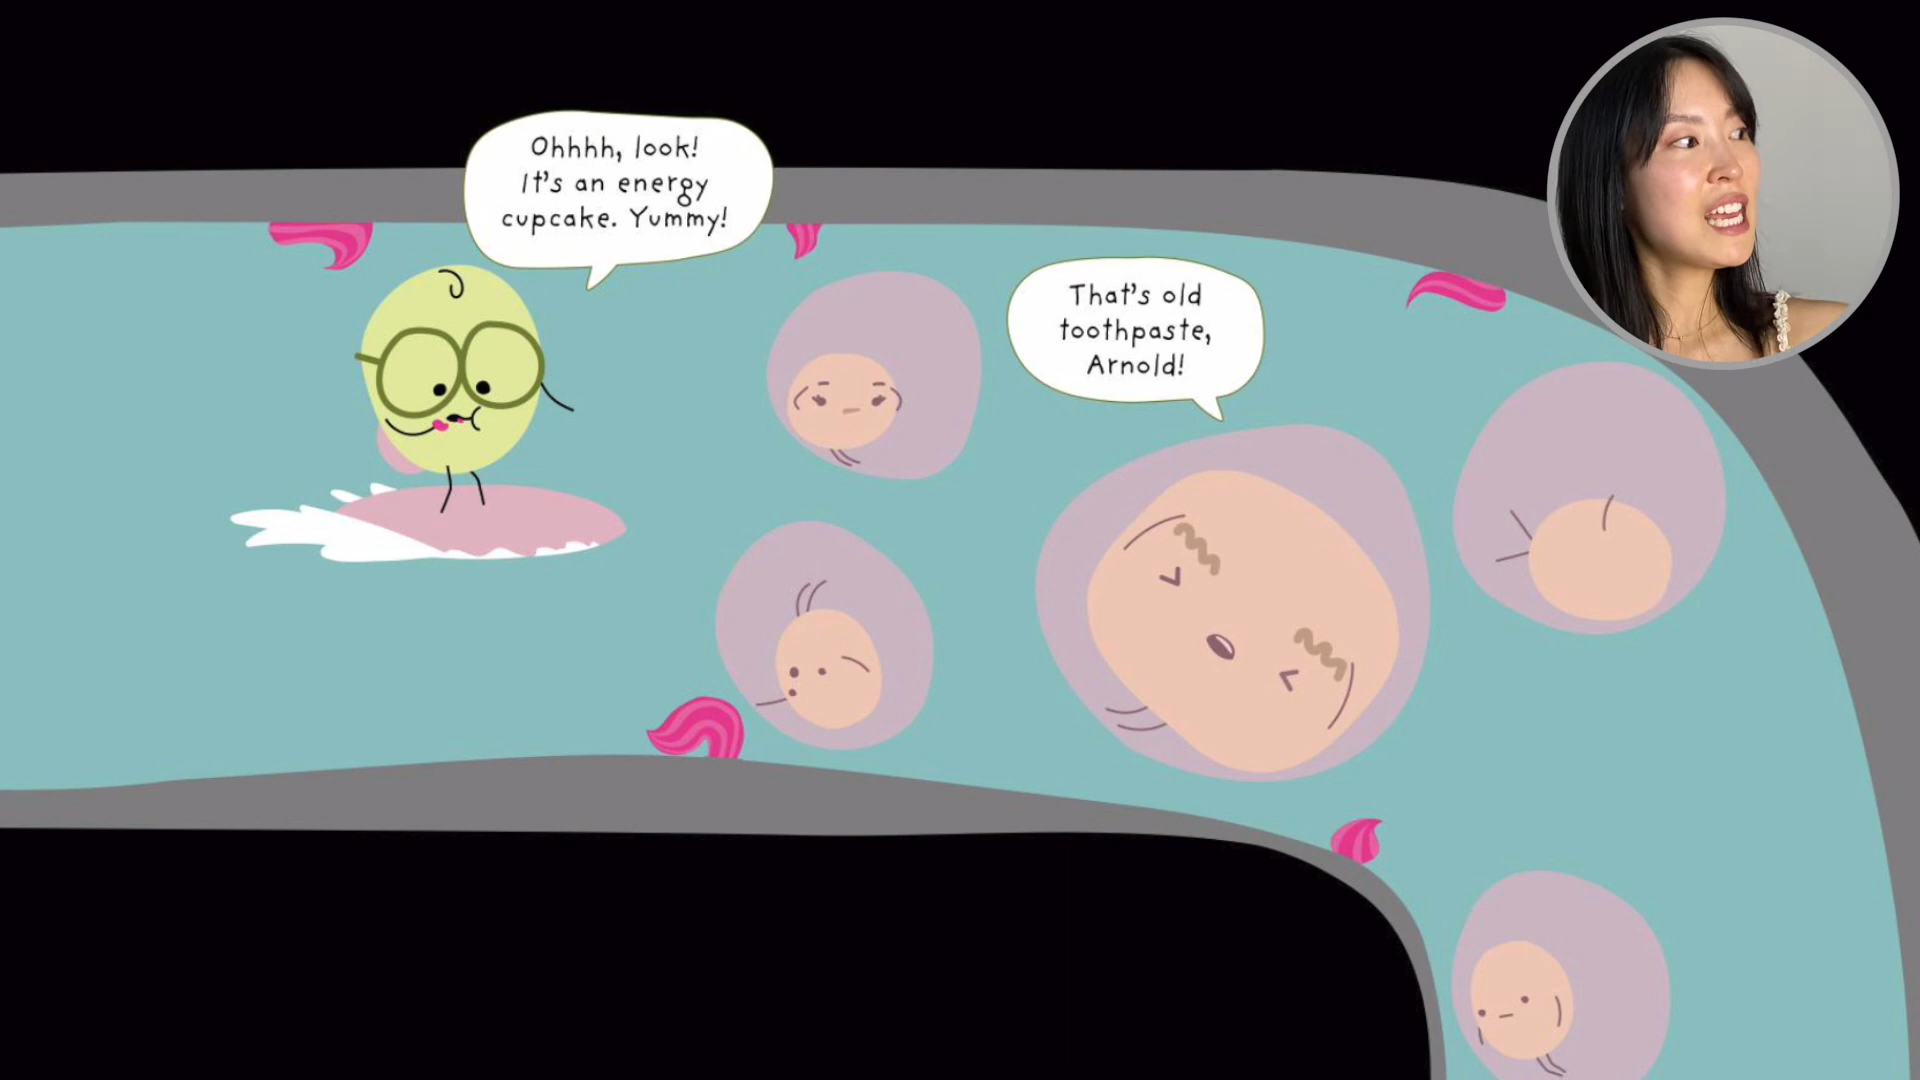 Ohhhh, look!
It's an energy
cupcake. Yummy!
That's old
toothpaste,
Arnold!